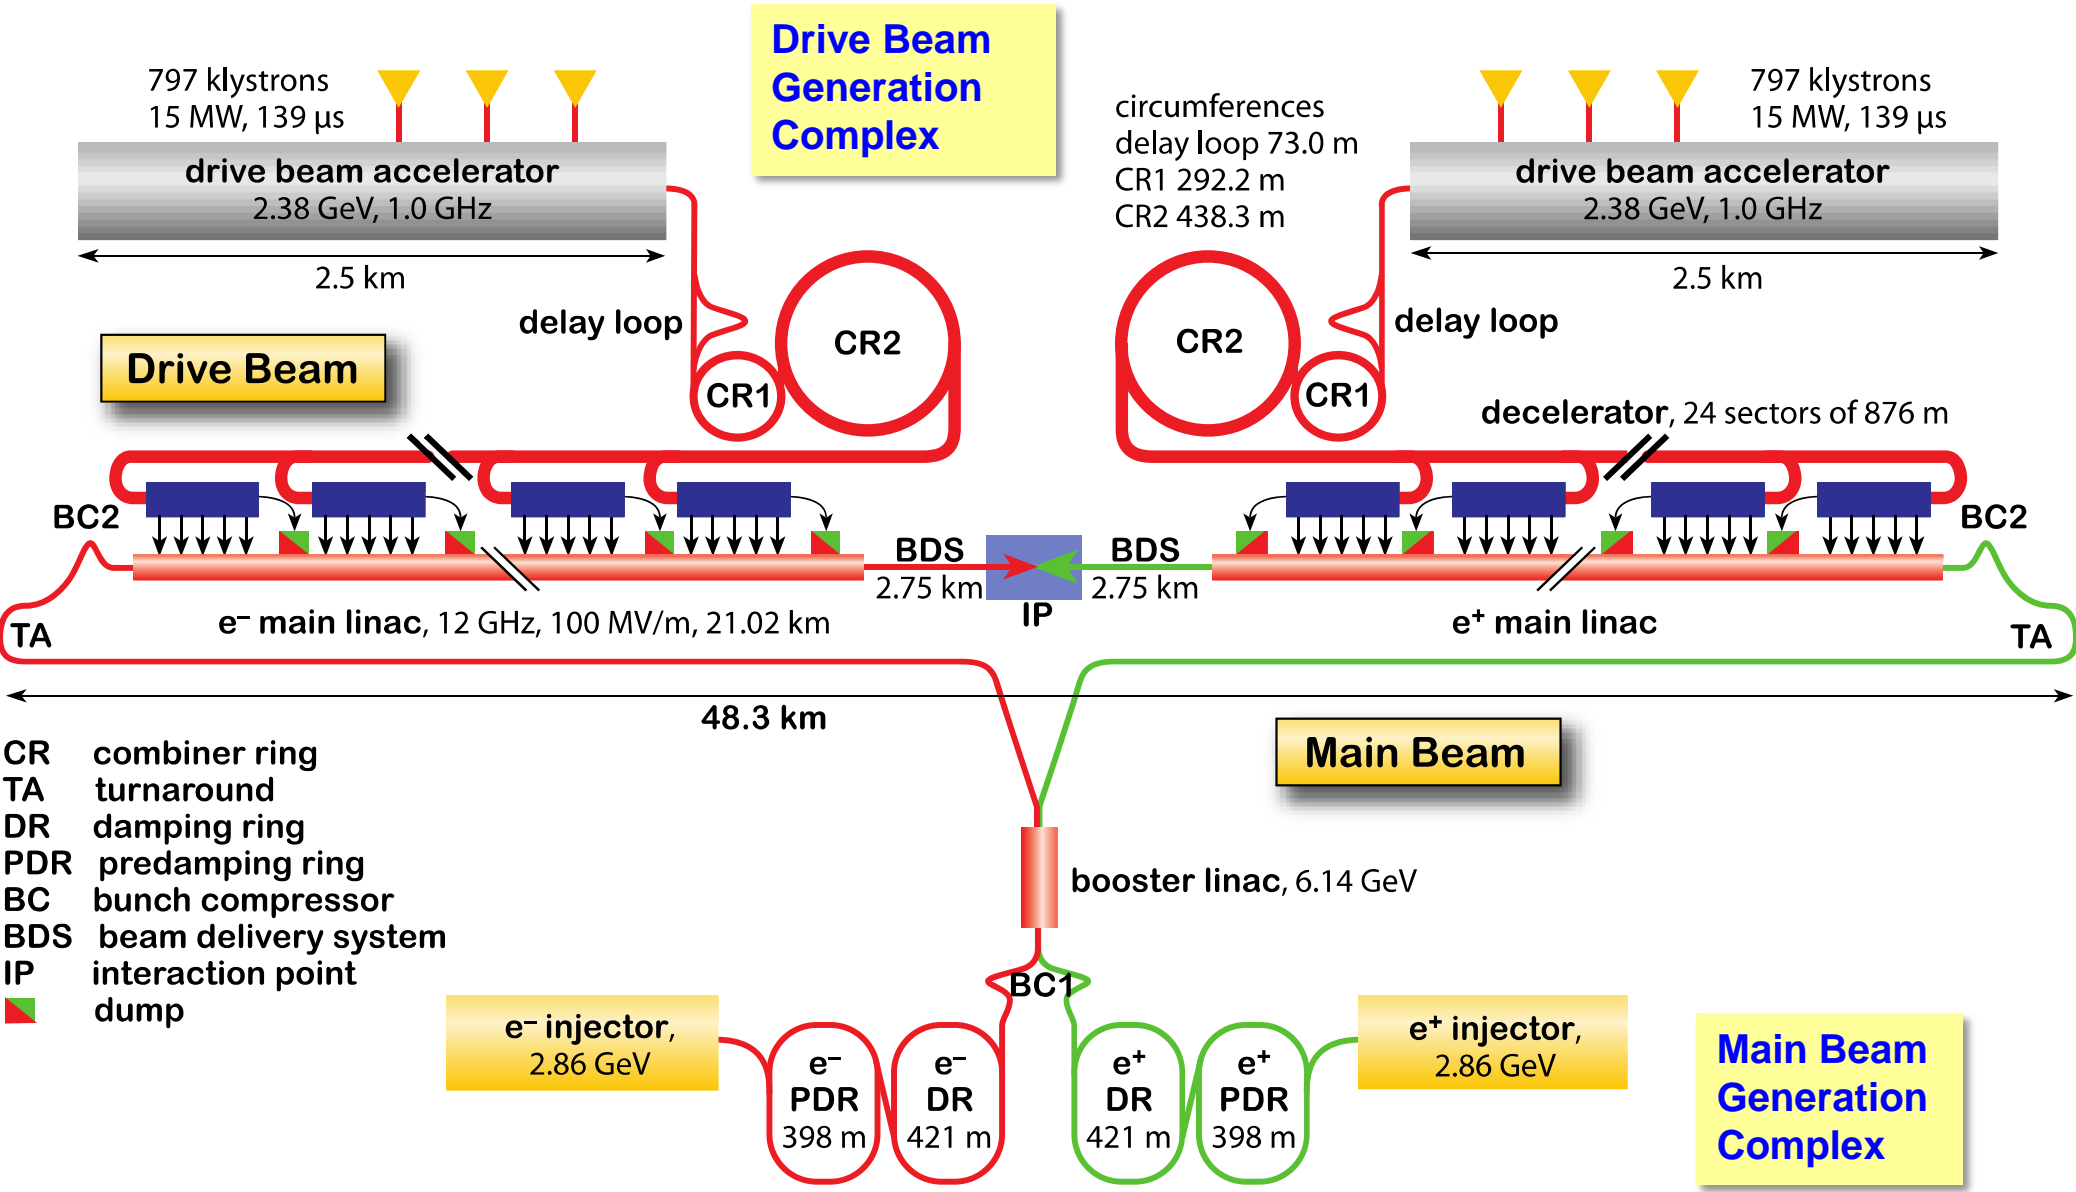 Drive Beam
Generation
Complex
797 klystrons
15 MW, 139 μs
drive beam accelerator
2.38 GeV, 1.0 GHz
2.5 km
circumferences
delay loop 73.0 m
CR1 292.2 m
CR2 438.3 m
797 klystrons
15 MW, 139 μs
drive beam accelerator
2.38 GeV, 1.0 GHz
2.5 km
delay loop
CR1
CR2
CR2
CR1
delay loop
Drive Beam
decelerator, 24 sectors of 876 m
BC2
BC2
BDS
2.75 km
IP
BDS
2.75 km
TA
e– main linac, 12 GHz, 100 MV/m, 21.02 km
e+ main linac
TA
48.3 km
Main Beam
CR combiner ring
TA turnaround
DR damping ring
PDR predamping ring
BC bunch compressor
BDS beam delivery system
IP interaction point
dump
booster linac, 6.14 GeV
BC1
e– injector,
2.86 GeV
e–
PDR
398 m
e–
DR
421 m
e+
DR
421 m
e+
PDR
398 m
e+ injector,
2.86 GeV
Main Beam
Generation
Complex